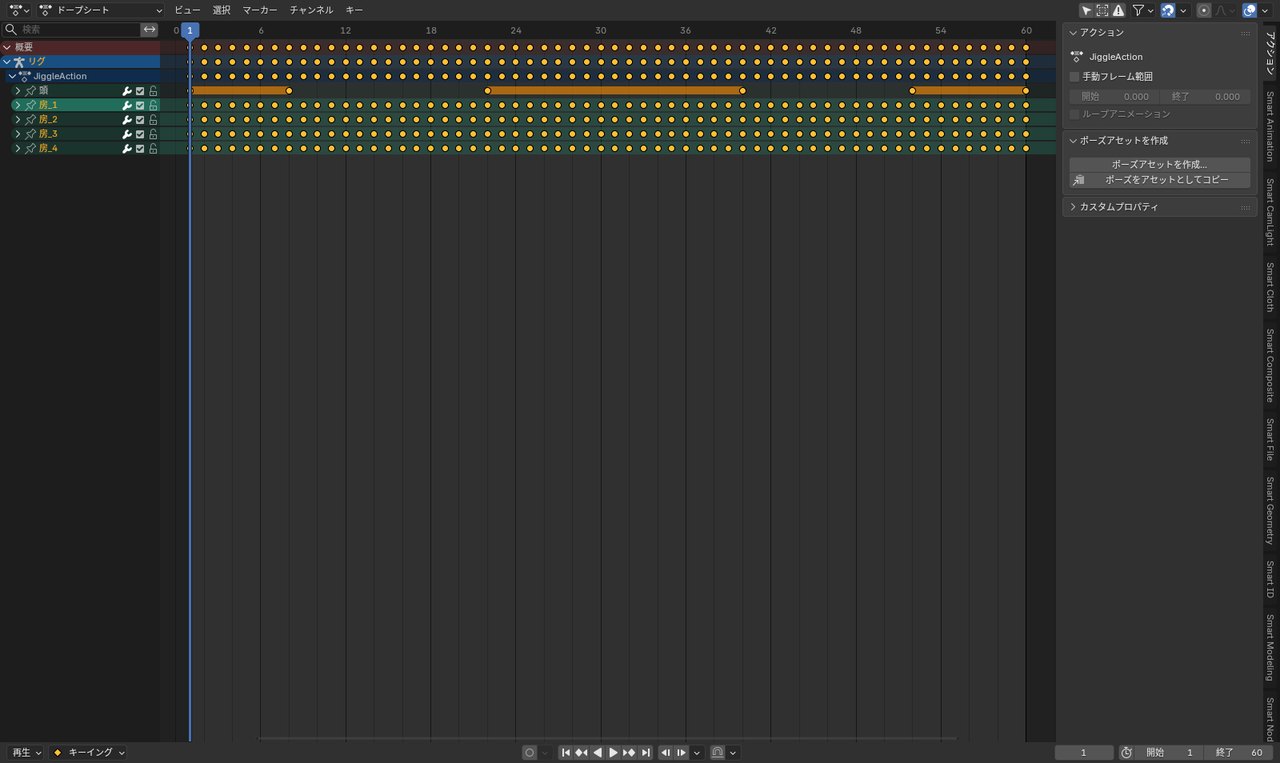 ドープシート ビュー 選択 マーカー チャンネル キー
検索
0 1 6 12 18 24 30 36 42 48 54 60
概要
リグ
JiggleAction
頭
房_1
房_2
房_3
房_4
アクション
JiggleAction
手動フレーム範囲
開始 0.000 終了 0.000
ループアニメーション
ポーズアセットを作成
ポーズアセットを作成...
ポーズをアセットとしてコピー
カスタムプロパティ
アクション
Smart Animation
Smart CamLight
Smart Cloth
Smart Composite
Smart File
Smart Geometry
Smart ID
Smart Modeling
Smart Nod
再生 キーイング 1 開始 1 終了 60